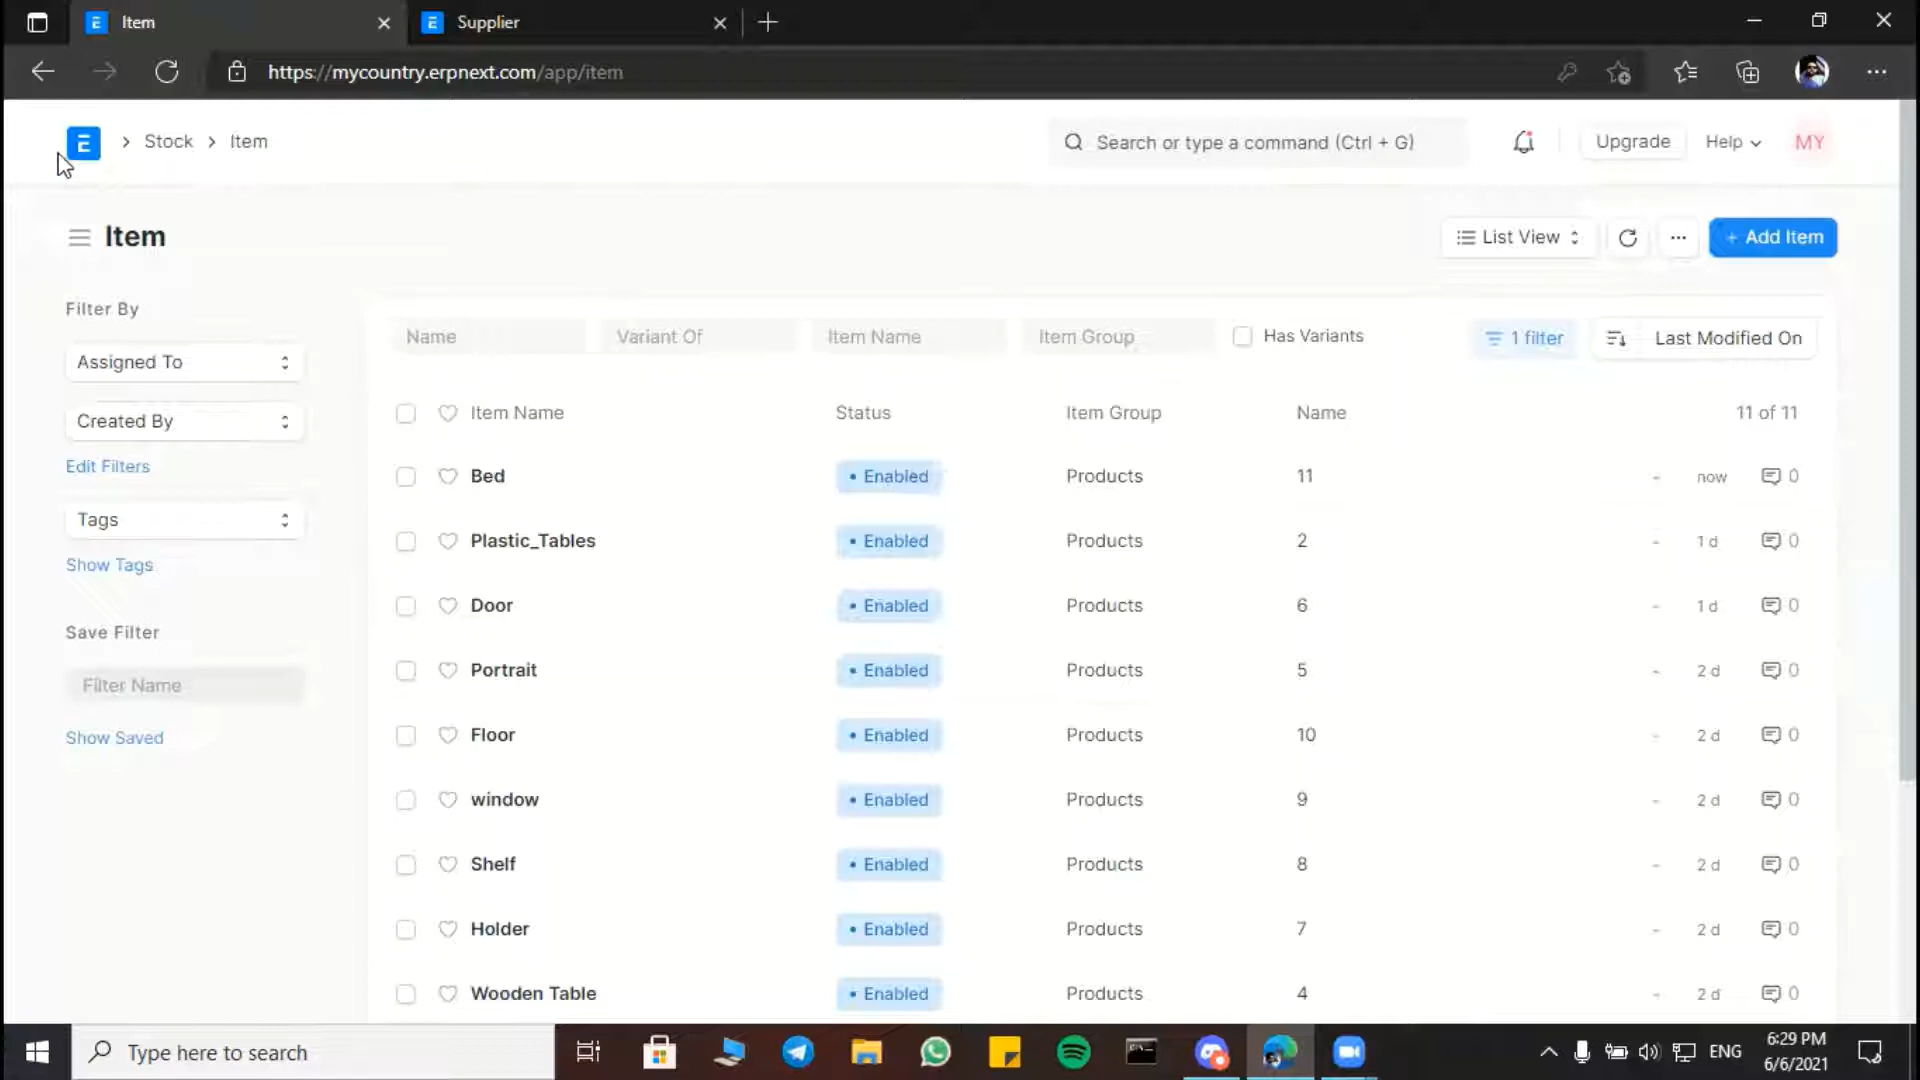 Item
Supplier
https://mycountry.erpnext.com/app/item
Stock
Item
Search or type a command (Ctrl + G)
Upgrade
Help
MY
Item
List View
+ Add Item
Filter By
Assigned To
Created By
Edit Filters
Tags
Show Tags
Save Filter
Filter Name
Show Saved
Name
Variant Of
Item Name
Item Group
Has Variants
1 filter
Last Modified On
Item Name Status Item Group Name 11 of 11
Bed • Enabled Products 11 - now 0
Plastic_Tables • Enabled Products 2 - 1 d 0
Door • Enabled Products 6 - 1 d 0
Portrait • Enabled Products 5 - 2 d 0
Floor • Enabled Products 10 - 2 d 0
window • Enabled Products 9 - 2 d 0
Shelf • Enabled Products 8 - 2 d 0
Holder • Enabled Products 7 - 2 d 0
Wooden Table • Enabled Products 4 - 2 d 0
Type here to search
ENG
6:29 PM
6/6/2021